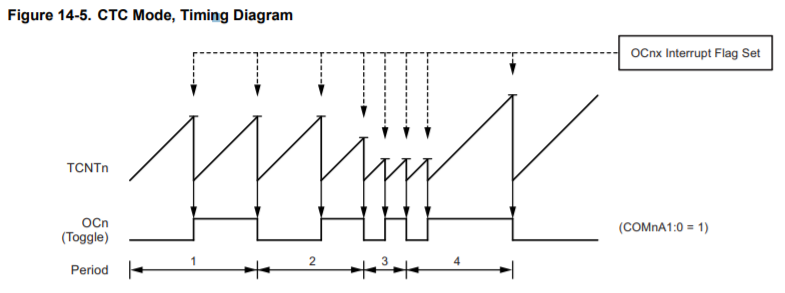 Figure 14-5. CTC Mode, Timing Diagram
OCnx Interrupt Flag Set
TCNTn
OCn
(Toggle)
(COMnA1:0 = 1)
Period
1
2
3
4